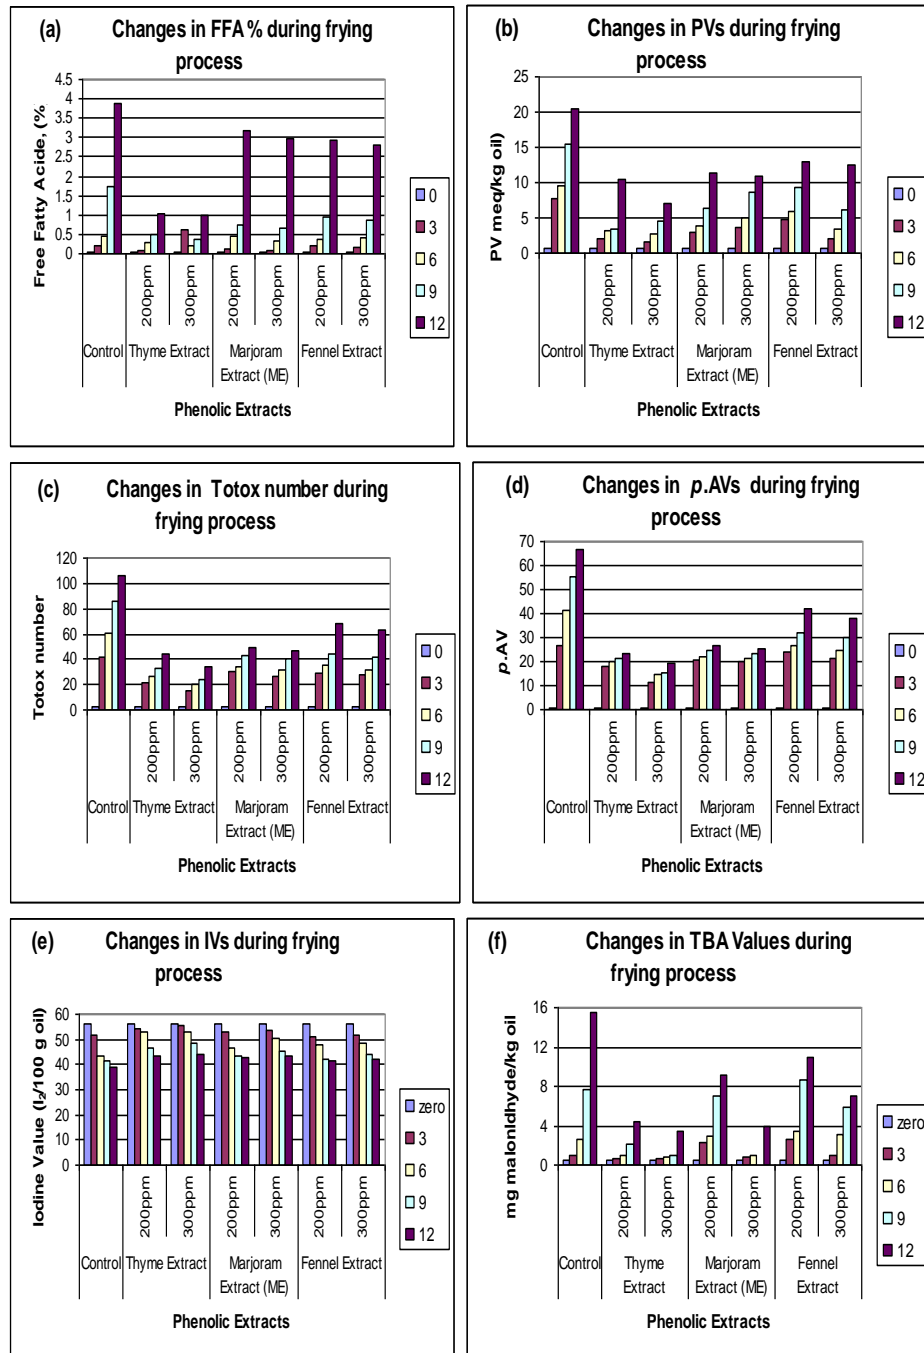 (a) Changes in FFA % during frying
process
Free Fatty Acide, (%
4.5
4
3.5
3
2.5
2
1.5
1
0.5
0
200ppm 300ppm 200ppm 300ppm 200ppm 300ppm
Control Thyme Extract Marjoram Fennel Extract
Extract (ME)
Phenolic Extracts
0
3
6
9
12
(b) Changes in PVs during frying
process
PV meq/kg oil)
25
20
15
10
5
0
200ppm 300ppm 200ppm 300ppm 200ppm 300ppm
Control Thyme Extract Marjoram Fennel Extract
Extract (ME)
Phenolic Extracts
0
3
6
9
12
(c) Changes in Totox number during
frying process
Totox number
120
100
80
60
40
20
0
200ppm 300ppm 200ppm 300ppm 200ppm 300ppm
Control Thyme Extract Marjoram Fennel Extract
Extract (ME)
Phenolic Extracts
0
3
6
9
12
(d) Changes in p.AVs during frying
process
p.AV
70
60
50
40
30
20
10
0
200ppm 300ppm 200ppm 300ppm 200ppm 300ppm
Control Thyme Extract Marjoram Fennel Extract
Extract (ME)
Phenolic Extracts
0
3
6
9
12
(e) Changes in IVs during frying
process
Iodine Value (I₂/100 g oil)
60
50
40
30
20
10
0
200ppm 300ppm 200ppm 300ppm 200ppm 300ppm
Control Thyme Extract Marjoram Fennel Extract
Extract (ME)
Phenolic Extracts
zero
3
6
9
12
(f) Changes in TBA Values during
frying process
mg malonldhyde/kg oil
16
12
8
4
0
200ppm 300ppm 200ppm 300ppm 200ppm 300ppm
Control Thyme Marjoram Fennel
Extract Extract (ME) Extract
Phenolic Extracts
zero
3
6
9
12